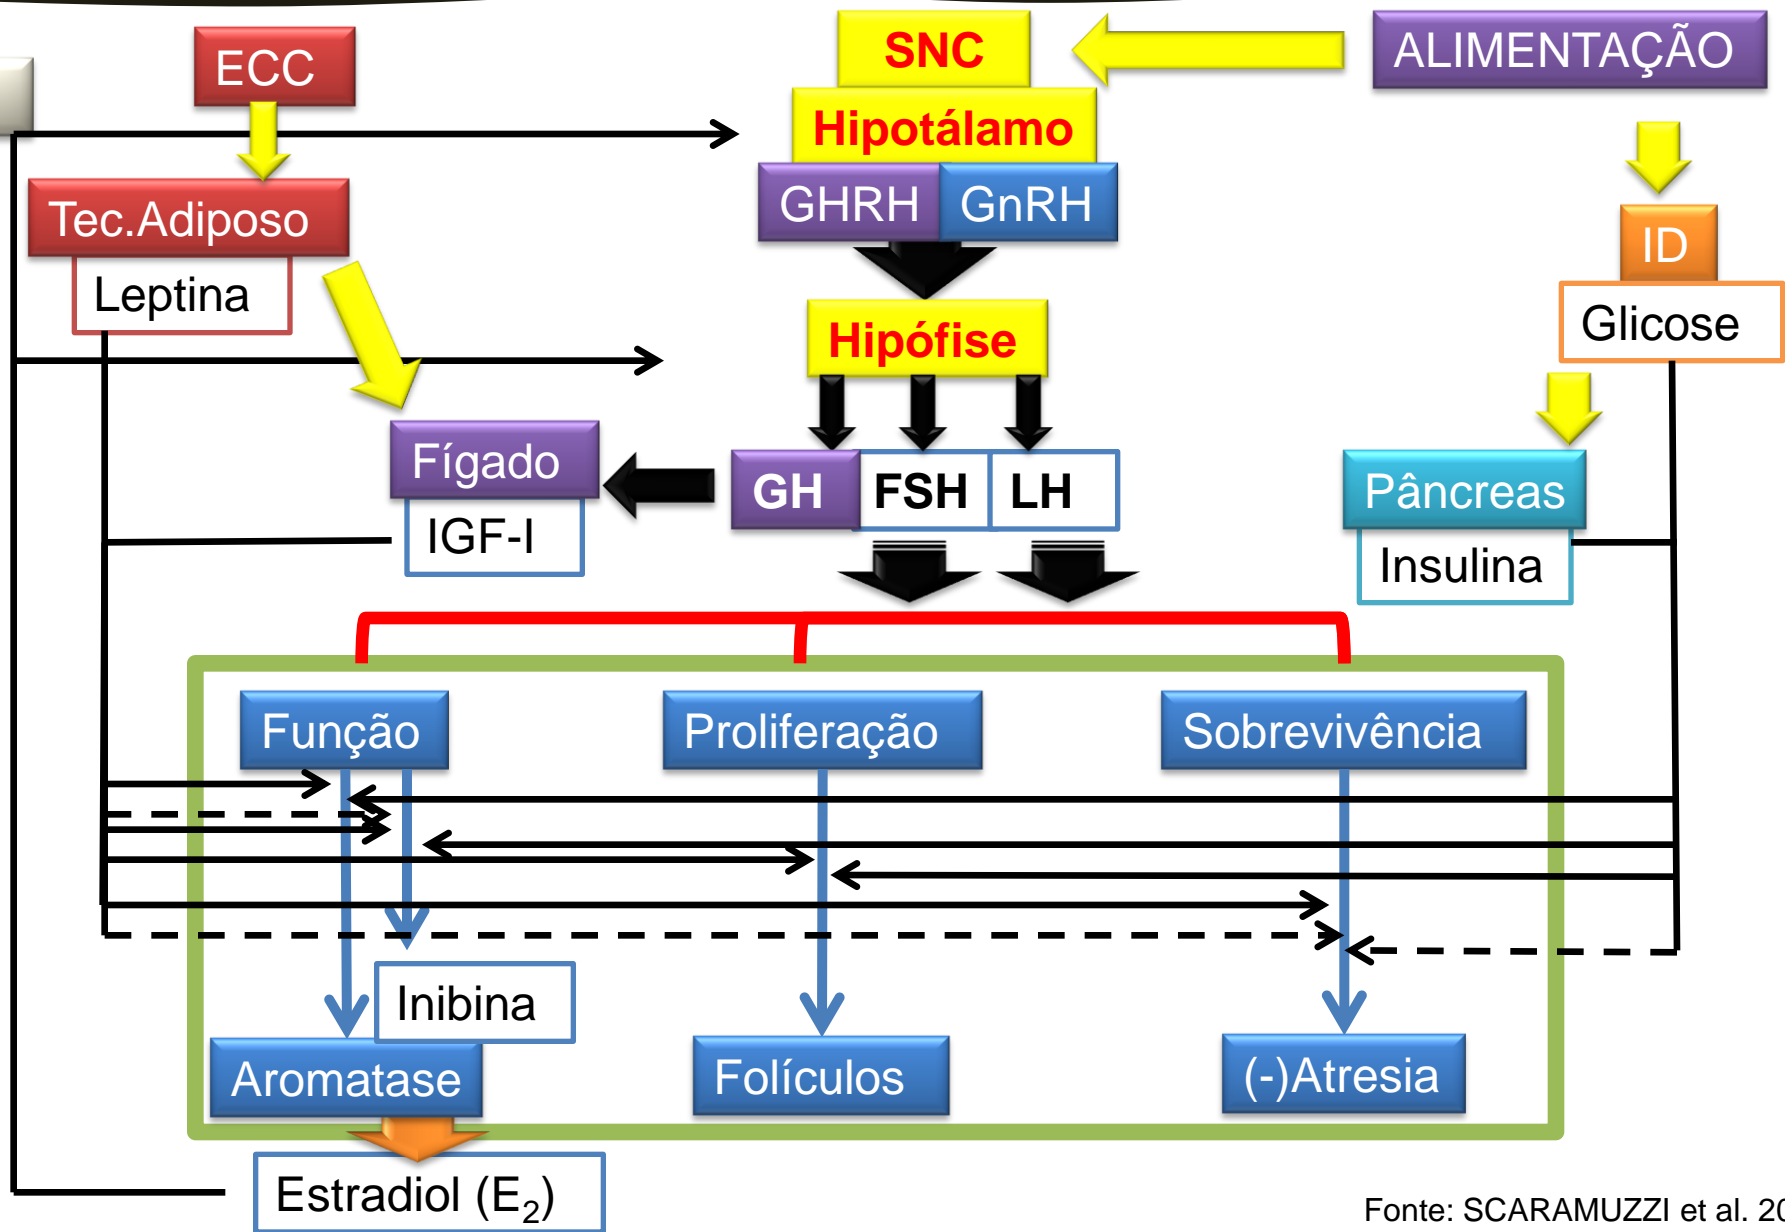 ECC
SNC
ALIMENTAÇÃO
Hipotálamo
Tec.Adiposo
GHRH
GnRH
ID
Leptina
Glicose
Hipófise
Fígado
GH
FSH
LH
Pâncreas
IGF-I
Insulina
Função
Proliferação
Sobrevivência
Inibina
Aromatase
Folículos
(-)Atresia
Estradiol (E₂)
Fonte: SCARAMUZZI et al. 20